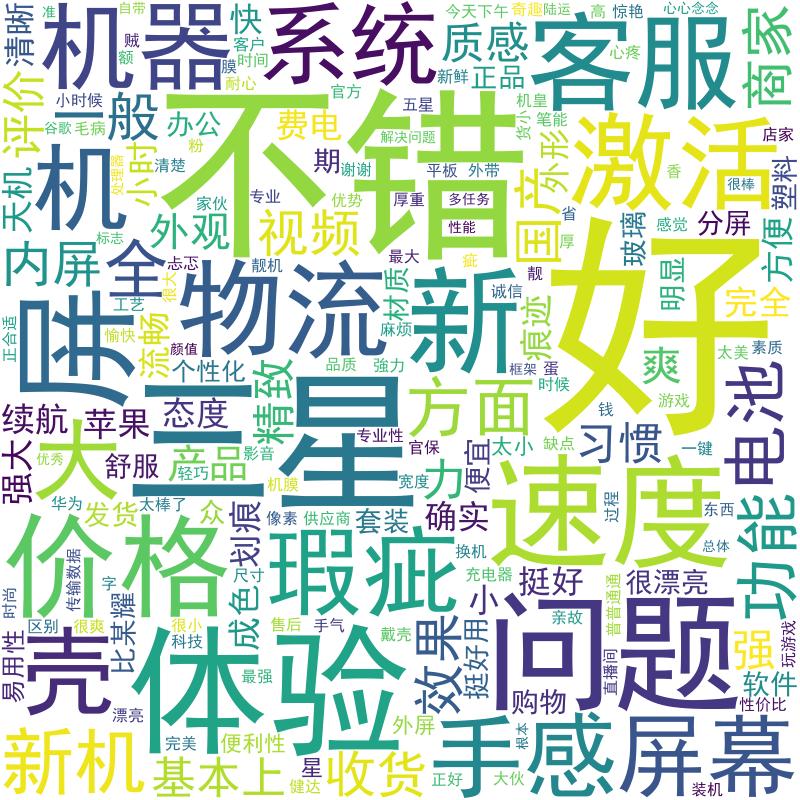 自带
准
清晰
机器
系统
快
贼
额
客户
时间
膜
耐心
今天下午
奇趣
陆运
高
惊艳
心心念念
质感
新鲜
正品
客服
心疼
商家
评价
一般
小时候
谷歌
毛病
办公
粉
费电
官方
五星
解决问题
机皇
货小
笔能
外形
激活
店家
不错
处理器
小时
清楚
期
谢谢
平板
外带
香
很棒
塑料
机
天机
家伙
专业
优势
厚重
多任务
性能
国产
省
厚
玻璃
感觉
分屏
方便
标志
外观
视频
内屏
全
忐忑
靓机
最大
疵
靓
明显
物流
材质
新
诚信
痕迹
好
完全
正合适
屏
工艺
很大
愉快
流畅
颜值
麻烦
爽
太美
素质
个性化
精致
品质
強力
框架
蛋
时候
游戏
三星
方面
钱
电池
续航
苹果
态度
强大
优秀
大
舒服
产品
轻巧
影音
专业性
官保
宽度
力
便宜
太小
缺点
习惯
一键
机膜
速度
华为
太棒了
发货
众
划痕
像素
供应商
套装
确实
过程
东西
功能
价格
瑕疵
换机
总体
时尚
传输数据
字
比某耀
成色
尺寸
充电器
挺好
很漂亮
小
亲故
普普通通
易用性
区别
很爽
很小
科技
售后
手气
戴壳
效果
挺好用
问题
强
玩游戏
壳
体验
最强
直播间
软件
漂亮
购物
性价比
新机
完美
便利性
外屏
手感
根本
屏幕
基本上
健达
星
收货
正好
大伙
装机